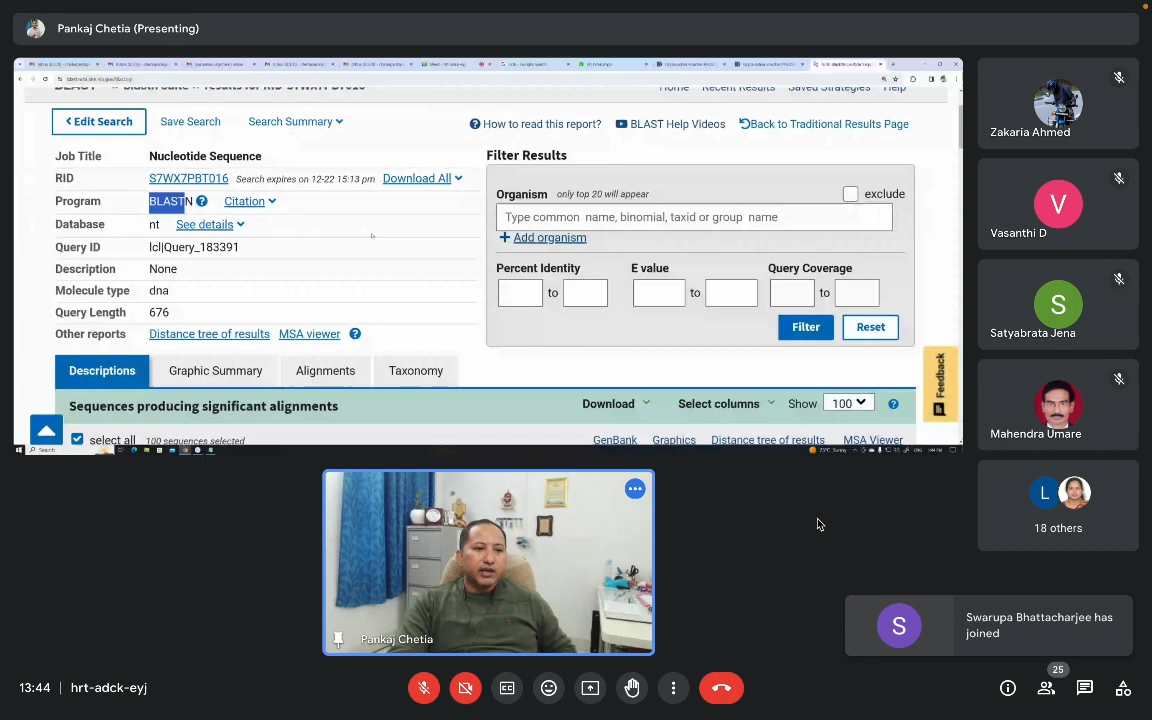 Pankaj Chetia (Presenting)
Home Recent Results Saved Strategies Help
Edit Search
Save Search
Search Summary
How to read this report?
BLAST Help Videos
Back to Traditional Results Page
Job Title Nucleotide Sequence
RID S7WX7PBT016 Search expires on 12-22 15:13 pm Download All
Program BLASTN ? Citation
Database nt See details
Query ID lcl|Query_183391
Description None
Molecule type dna
Query Length 676
Other reports Distance tree of results MSA viewer ?
Filter Results
Organism only top 20 will appear exclude
Type common name, binomial, taxid or group name
+ Add organism
Percent Identity E value Query Coverage
to to to
Filter Reset
Feedback
Descriptions Graphic Summary Alignments Taxonomy
Sequences producing significant alignments Download Select columns Show 100 ?
select all 100 sequences selected GenBank Graphics Distance tree of results MSA Viewer
Search
Zakaria Ahmed
V
Vasanthi D
S
Satyabrata Jena
Mahendra Umare
L
18 others
Pankaj Chetia
S
Swarupa Bhattacharjee has
joined
13:44 | hrt-adck-eyj
25